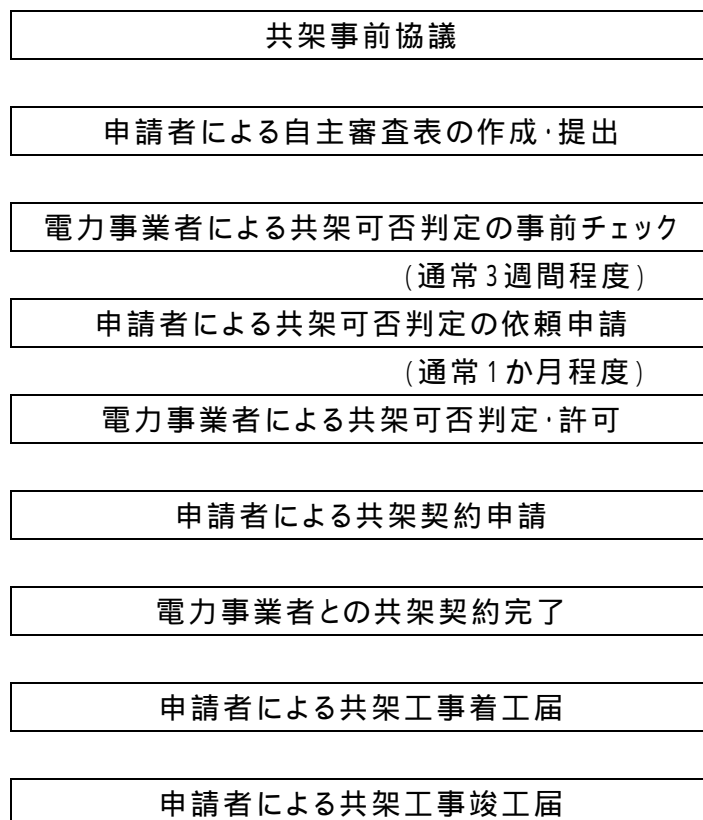 共架事前協議
申請者による自主審査表の作成・提出
電力事業者による共架可否判定の事前チェック
(通常3週間程度)
申請者による共架可否判定の依頼申請
(通常1か月程度)
電力事業者による共架可否判定・許可
申請者による共架契約申請
電力事業者との共架契約完了
申請者による共架工事着工届
申請者による共架工事竣工届